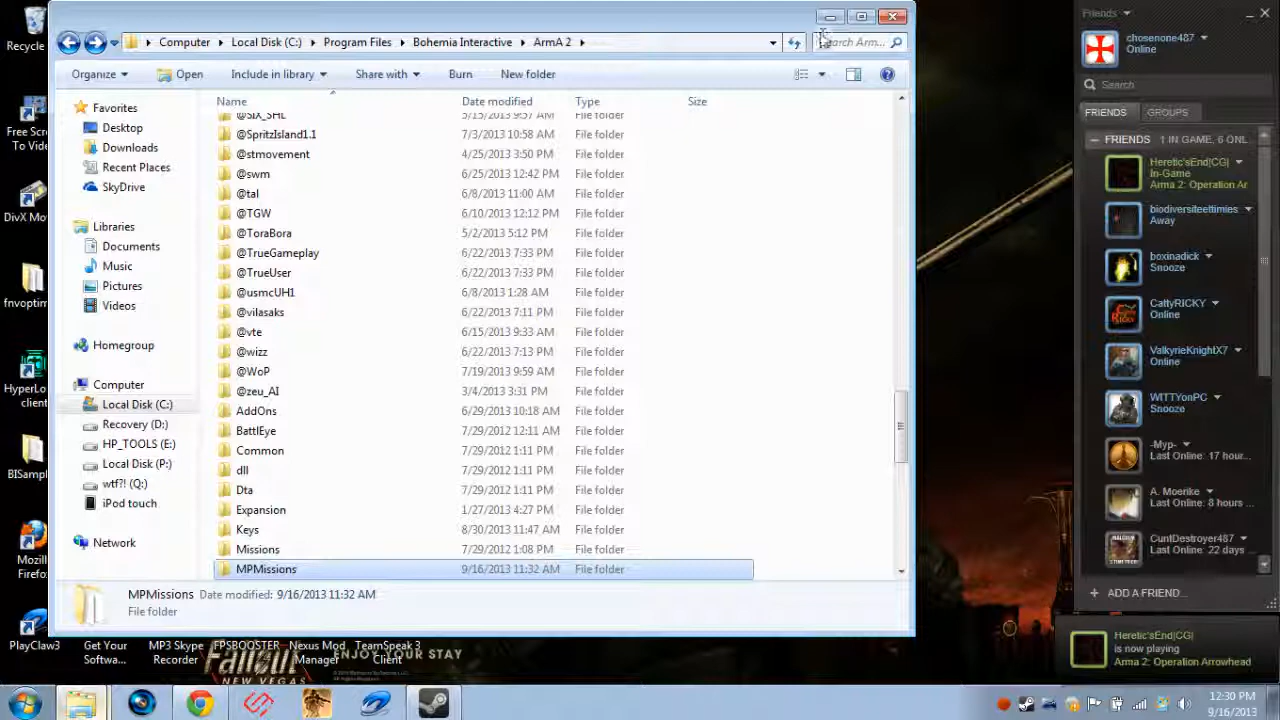 Friends
chosenone487
Online
Search
FRIENDS GROUPS
FRIENDS 1 IN GAME, 6 ONL
Heretic'sEnd|CG|
In-Game
Arma 2: Operation Ar
biodiversiteettimies
Away
boxinadick
Snooze
CattyRICKY
Online
ValkyrieKnightX7
Online
WITTYonPC
Snooze
-Myp-
Last Online: 17 hour...
A. Moerike
Last Online: 8 hours ...
CuntDestroyer487
Last Online: 22 days
ADD A FRIEND...
Heretic'sEnd|CG|
is now playing
Arma 2: Operation Arrowhead
Computer Local Disk (C:) Program Files Bohemia Interactive ArmA 2
Search Arm...
Organize Open Include in library Share with Burn New folder
Name Date modified Type Size
@SIX_SHL 5/15/2013 9:57 AM File folder
@SpritzIsland1.1 7/3/2013 10:58 AM File folder
@stmovement 4/25/2013 3:50 PM File folder
@swm 6/25/2013 12:42 PM File folder
@tal 6/8/2013 11:00 AM File folder
@TGW 6/10/2013 12:12 PM File folder
@ToraBora 5/2/2013 5:12 PM File folder
@TrueGameplay 6/22/2013 7:33 PM File folder
@TrueUser 6/22/2013 7:33 PM File folder
@usmcUH1 6/8/2013 1:28 AM File folder
@vilasaks 6/22/2013 7:11 PM File folder
@vte 6/15/2013 9:33 AM File folder
@wizz 6/22/2013 7:13 PM File folder
@WoP 7/19/2013 9:59 AM File folder
@zeu_AI 3/4/2013 3:31 PM File folder
AddOns 6/29/2013 10:18 AM File folder
BattlEye 7/29/2012 12:11 AM File folder
Common 7/29/2012 1:11 PM File folder
dll 7/29/2012 1:11 PM File folder
Dta 7/29/2012 1:11 PM File folder
Expansion 1/27/2013 4:27 PM File folder
Keys 8/30/2013 11:47 AM File folder
Missions 7/29/2012 1:08 PM File folder
MPMissions 9/16/2013 11:32 AM File folder
Favorites
Desktop
Downloads
Recent Places
SkyDrive
Libraries
Documents
Music
Pictures
Videos
Homegroup
Computer
Local Disk (C:)
Recovery (D:)
HP_TOOLS (E:)
Local Disk (P:)
wtf?! (Q:)
iPod touch
Network
MPMissions Date modified: 9/16/2013 11:32 AM
File folder
Recycle
Free Scr
To Vide
DivX Mo
fnvoptim
HyperLo
client
BISamp
Mozil
Firefo
PlayClaw3
Get Your
Softwa...
MP3 Skype
Recorder
FPSBOOSTER
Nexus Mod
Manager
TeamSpeak 3
Client
Fallout
NEW VEGAS
ENJOY YOUR STAY
12:30 PM
9/16/2013